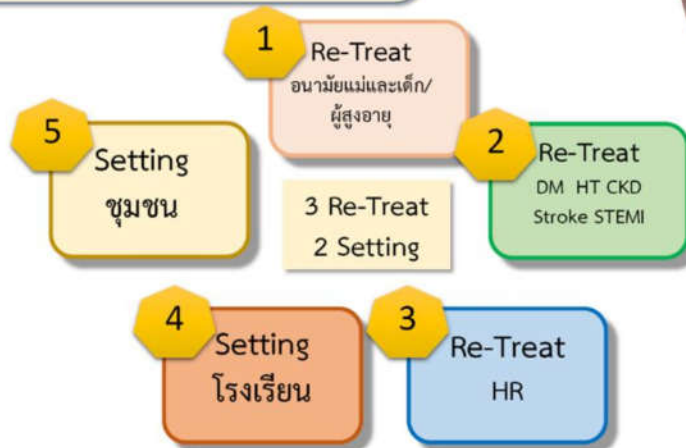 1
Re-Treat
อนามัยแม่และเด็ก/
ผู้สูงอายุ
2
Re-Treat
DM HT CKD
Stroke STEMI
3
Re-Treat
HR
4
Setting
โรงเรียน
5
Setting
ชุมชน
3 Re-Treat
2 Setting